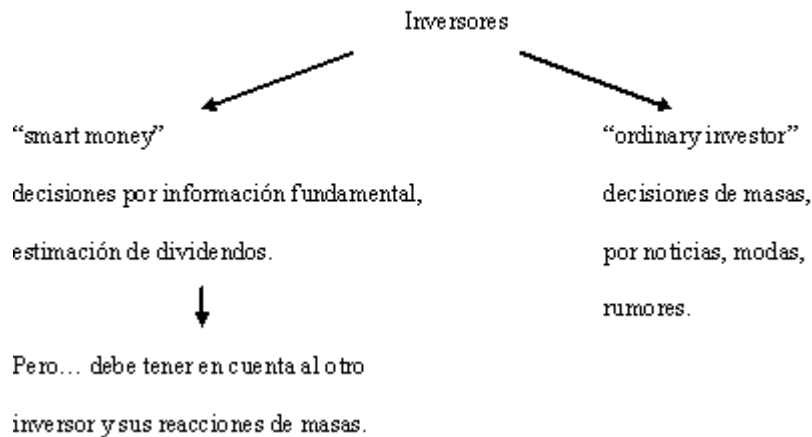 Inversores
“smart money”
decisiones por información fundamental,
estimación de dividendos.
Pero… debe tener en cuenta al otro
inversor y sus reacciones de masas.
“ordinary investor”
decisiones de masas,
por noticias, modas,
rumores.